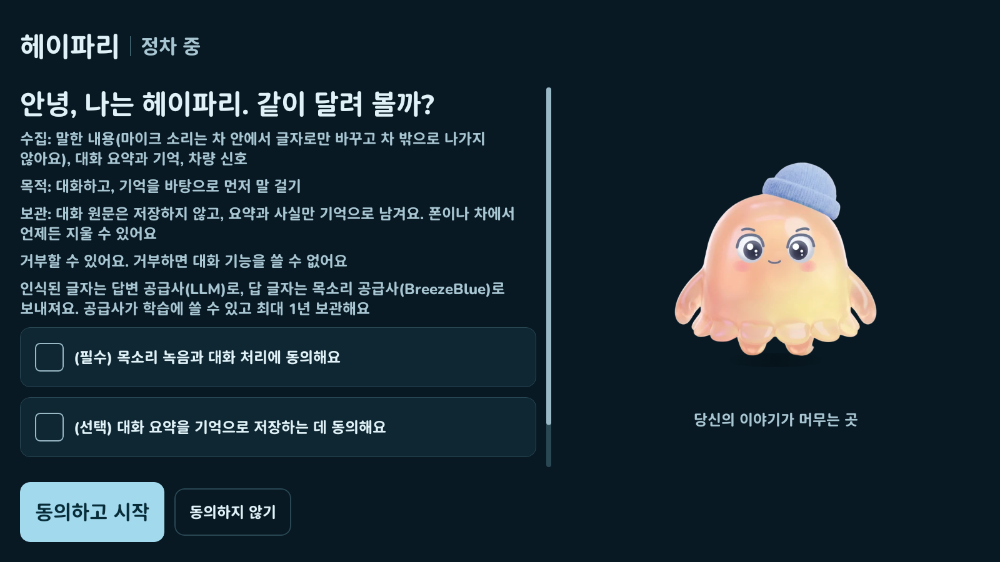 헤이파리 정차 중
안녕, 나는 헤이파리. 같이 달려 볼까?
수집: 말한 내용(마이크 소리는 차 안에서 글자로만 바꾸고 차 밖으로 나가지
않아요), 대화 요약과 기억, 차량 신호
목적: 대화하고, 기억을 바탕으로 먼저 말 걸기
보관: 대화 원문은 저장하지 않고, 요약과 사실만 기억으로 남겨요. 폰이나 차에서
언제든 지울 수 있어요
거부할 수 있어요. 거부하면 대화 기능을 쓸 수 없어요
인식된 글자는 답변 공급사(LLM)로, 답 글자는 목소리 공급사(BreezeBlue)로
보내져요. 공급사가 학습에 쓸 수 있고 최대 1년 보관해요
(필수) 목소리 녹음과 대화 처리에 동의해요
(선택) 대화 요약을 기억으로 저장하는 데 동의해요
동의하고 시작
동의하지 않기
당신의 이야기가 머무는 곳